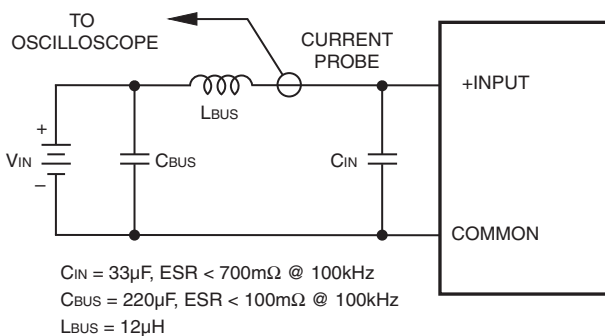 TO
OSCILLOSCOPE
CURRENT
PROBE
+INPUT
LBUS
+
VIN
CBUS
CIN
–
COMMON
CIN = 33µF, ESR < 700mΩ @ 100kHz
CBUS = 220µF, ESR < 100mΩ @ 100kHz
LBUS = 12µH